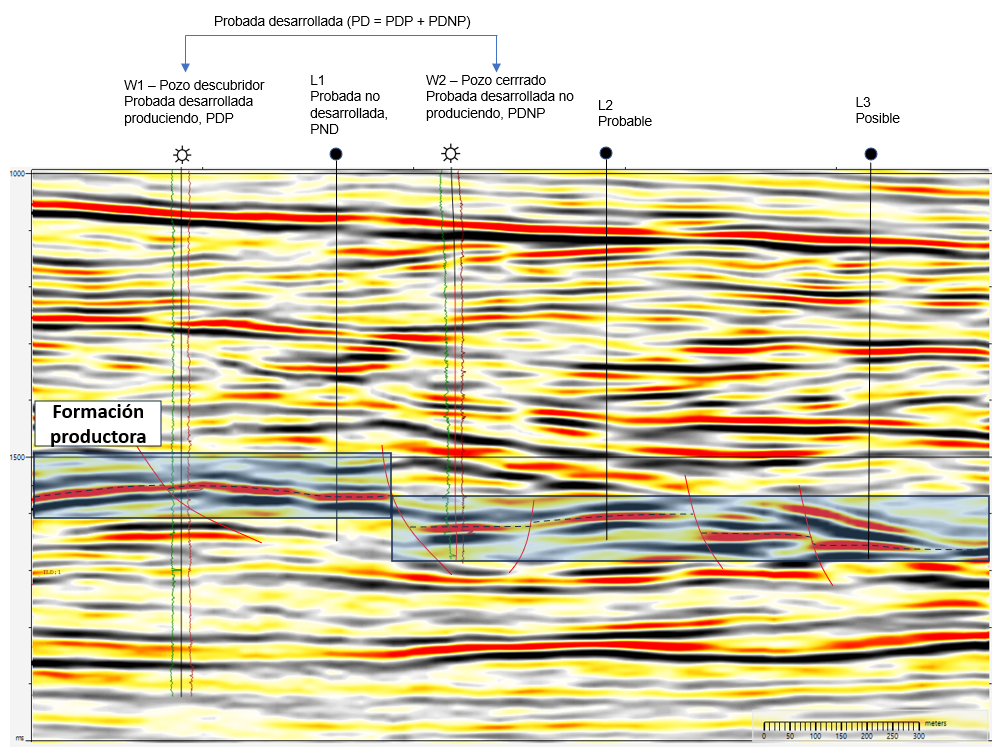 Probada desarrollada (PD = PDP + PDNP)
W1 – Pozo descubridor
Probada desarrollada
produciendo, PDP
L1
Probada no
desarrollada,
PND
W2 – Pozo cerrrado
Probada desarrollada no
produciendo, PDNP
L2
Probable
L3
Posible
1000
Formación
productora
1500
ms
meters
0 50 100 150 200 250 300